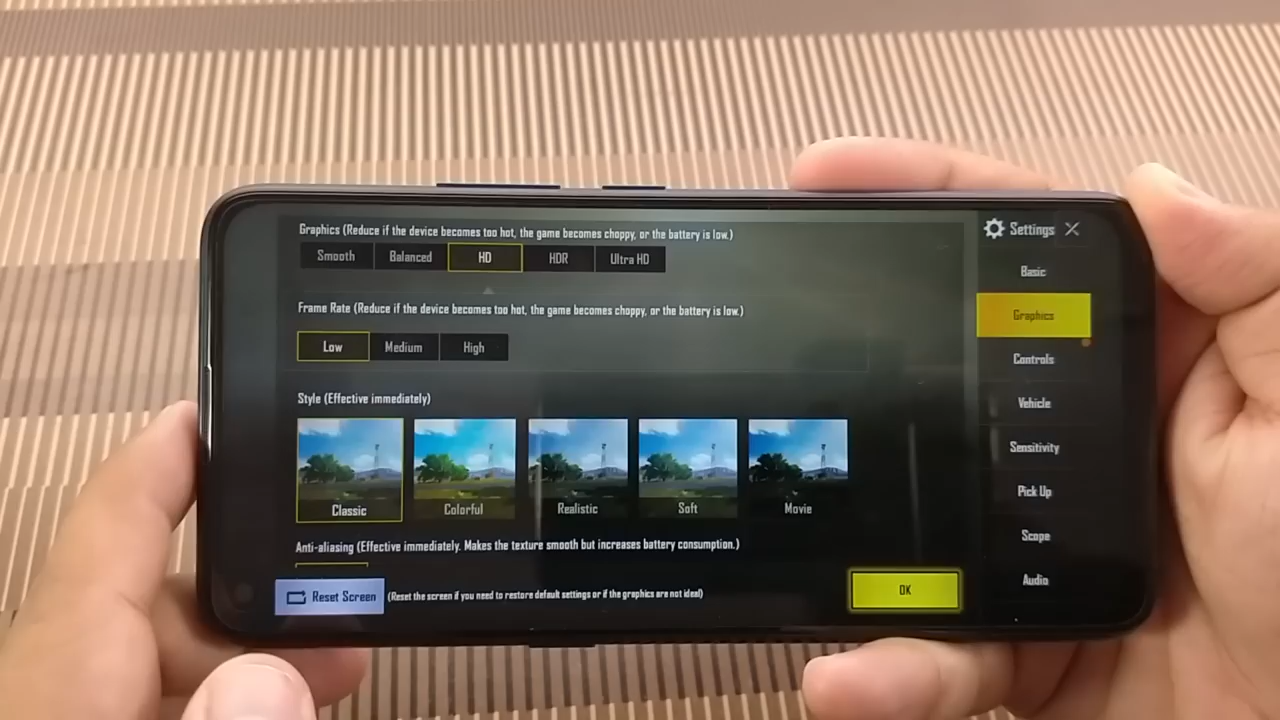 Graphics (Reduce if the device becomes too hot, the game becomes choppy, or the battery is low.)
Smooth Balanced HD HDR Ultra HD
Frame Rate (Reduce if the device becomes too hot, the game becomes choppy, or the battery is low.)
Low Medium High
Style (Effective immediately)
Classic Colorful Realistic Soft Movie
Anti-aliasing (Effective immediately. Makes the texture smooth but increases battery consumption.)
Reset Screen (Reset the screen if you need to restore default settings or if the graphics are not ideal)
OK
Settings X
Basic
Graphics
Controls
Vehicle
Sensitivity
Pick Up
Scope
Audio